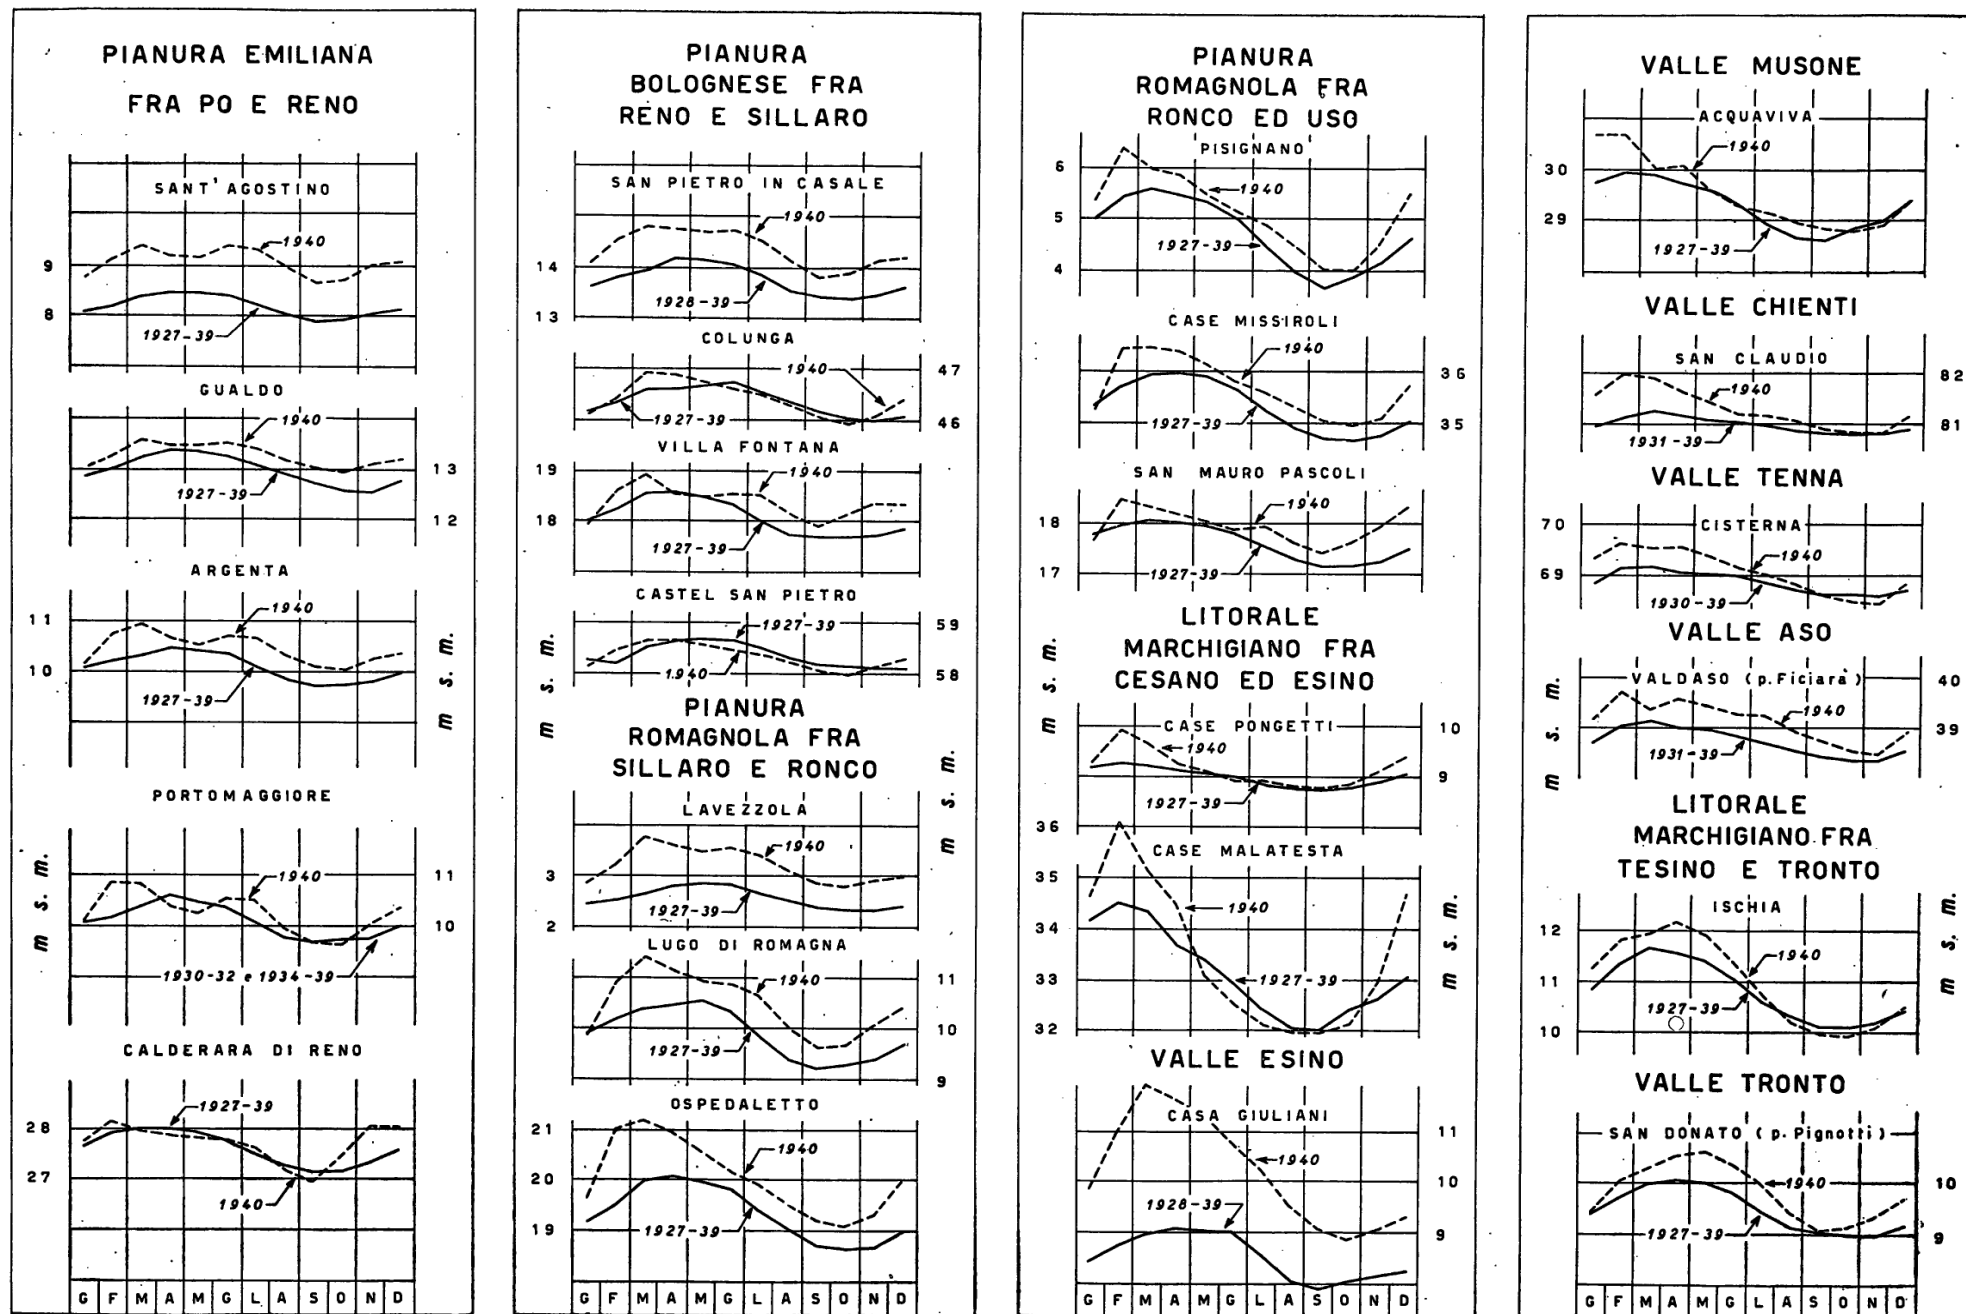 PIANURA EMILIANA
FRA PO E RENO
SANT' AGOSTINO
1940
9
8
1927-39
GUALDO
1940
13
1927-39
12
ARGENTA
1940
11
10
1927-39
m s. m.
PORTOMAGGIORE
1940
11
10
1930-32 e 1934-39
m s. m.
CALDERARA DI RENO
1927-39
28
27
1940
G F M A M G L A S O N D
PIANURA
BOLOGNESE FRA
RENO E SILLARO
SAN PIETRO IN CASALE
1940
14
1928-39
13
COLUNGA
1940
47
1927-39
46
VILLA FONTANA
19
1940
18
1927-39
CASTEL SAN PIETRO
1927-39
59
1940
58
m s. m.
PIANURA
ROMAGNOLA FRA
SILLARO E RONCO
LAVEZZOLA
1940
3
1927-39
2
m s. m.
LUGO DI ROMAGNA
1940
11
10
1927-39
9
OSPEDALETTO
21
1940
20
1927-39
19
G F M A M G L A S O N D
PIANURA
ROMAGNOLA FRA
RONCO ED USO
PISIGNANO
6
1940
5
1927-39
4
CASE MISSIROLI
1940
36
1927-39
35
SAN MAURO PASCOLI
1940
18
1927-39
17
LITORALE
MARCHIGIANO FRA
CESANO ED ESINO
m s. m.
CASE PONGETTI
10
1940
9
1927-39
36
CASE MALATESTA
35
1940
34
1927-39
33
32
m s. m.
VALLE ESINO
CASA GIULIANI
11
1940
10
1928-39
9
G F M A M G L A S O N D
VALLE MUSONE
ACQUAVIVA
1940
30
29
1927-39
VALLE CHIENTI
SAN CLAUDIO
82
1940
81
1931-39
VALLE TENNA
70
CISTERNA
1940
69
1930-39
VALLE ASO
VALDASO (p. Ficiarà)
40
1940
39
1931-39
m s. m.
LITORALE
MARCHIGIANO FRA
TESINO E TRONTO
ISCHIA
12
1940
11
1927-39
10
m s. m.
VALLE TRONTO
SAN DONATO (p. Pignotti)
1940
10
1927-39
9
G F M A M G L A S O N D